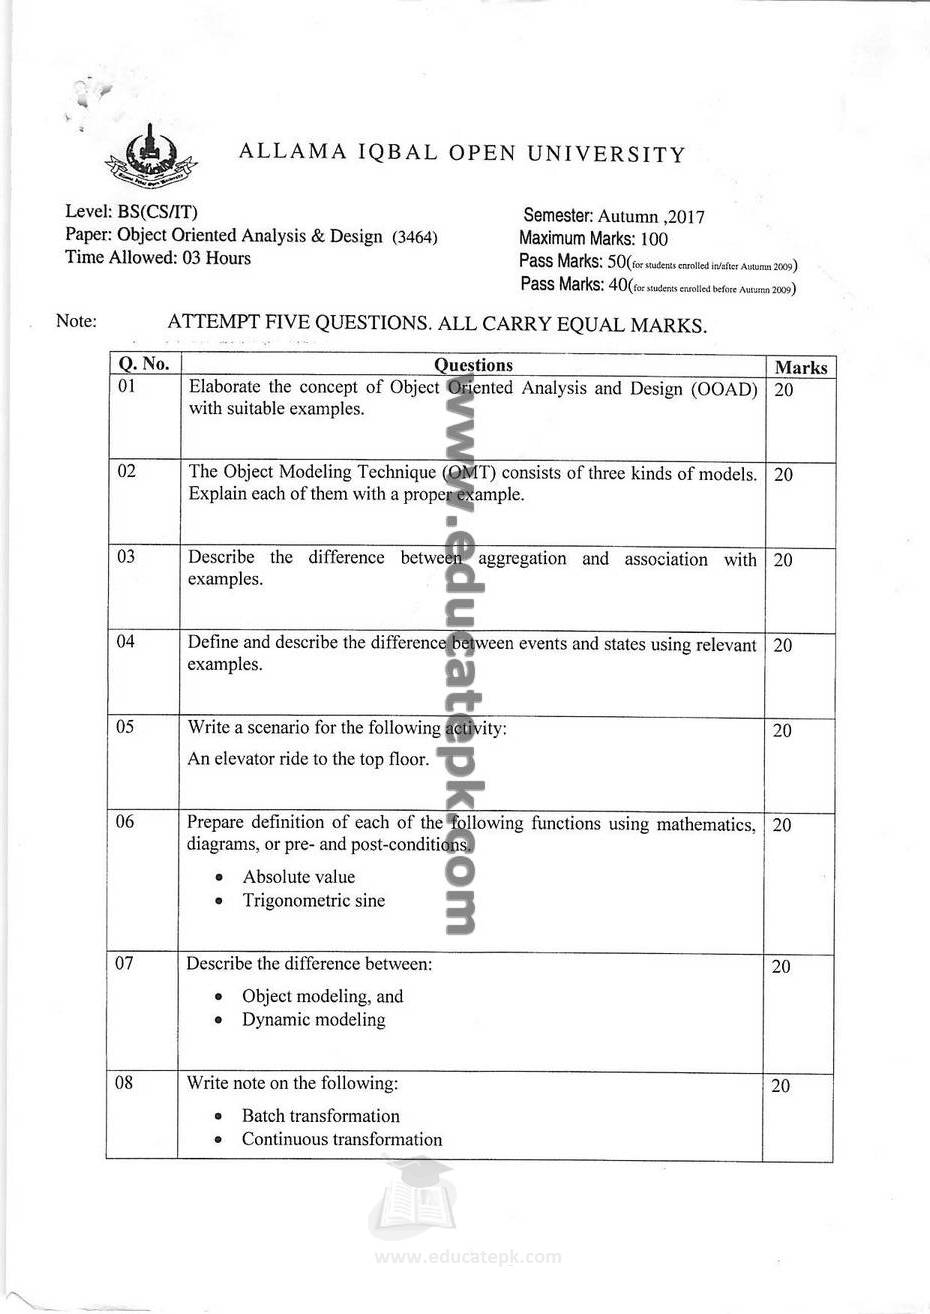 ALLAMA IQBAL OPEN UNIVERSITY
Level: BS(CS/IT)
Paper: Object Oriented Analysis & Design (3464)
Time Allowed: 03 Hours
Semester: Autumn ,2017
Maximum Marks: 100
Pass Marks: 50(for students enrolled in/after Autumn 2009)
Pass Marks: 40(for students enrolled before Autumn 2009)
Note: ATTEMPT FIVE QUESTIONS. ALL CARRY EQUAL MARKS.
Q. No. Questions Marks
01 Elaborate the concept of Object Oriented Analysis and Design (OOAD) 20
with suitable examples.
02 The Object Modeling Technique (OMT) consists of three kinds of models. 20
Explain each of them with a proper example.
03 Describe the difference between aggregation and association with 20
examples.
04 Define and describe the difference between events and states using relevant 20
examples.
05 Write a scenario for the following activity: 20
An elevator ride to the top floor.
06 Prepare definition of each of the following functions using mathematics, 20
diagrams, or pre- and post-conditions.
• Absolute value
• Trigonometric sine
07 Describe the difference between: 20
• Object modeling, and
• Dynamic modeling
08 Write note on the following: 20
• Batch transformation
• Continuous transformation
www.educatepk.com
www.educatepk.com